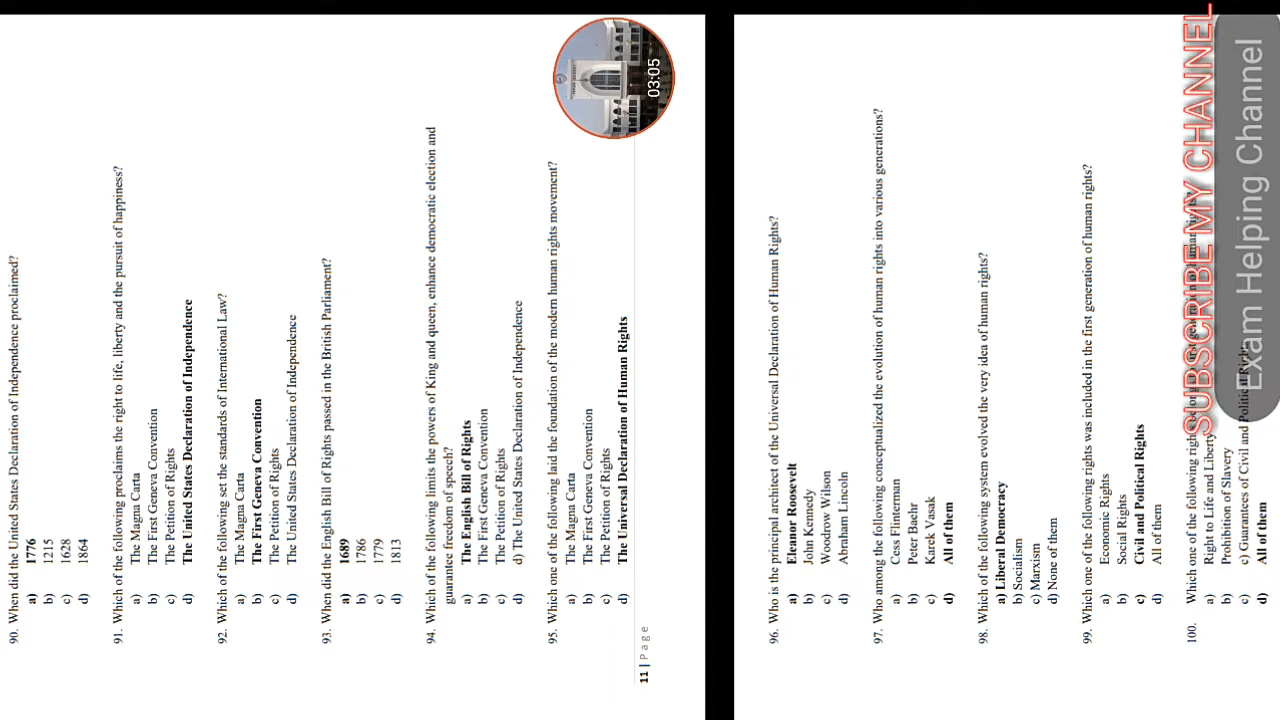 90. When did the United States Declaration of Independence proclaimed?
a) 1776
b) 1215
c) 1628
d) 1864
91. Which of the following proclaims the right to life, liberty and the pursuit of happiness?
a) The Magna Carta
b) The First Geneva Convention
c) The Petition of Rights
d) The United States Declaration of Independence
92. Which of the following set the standards of International Law?
a) The Magna Carta
b) The First Geneva Convention
c) The Petition of Rights
d) The United States Declaration of Independence
93. When did the English Bill of Rights passed in the British Parliament?
a) 1689
b) 1786
c) 1779
d) 1813
94. Which of the following limits the powers of King and queen, enhance democratic election and
guarantee freedom of speech?
a) The English Bill of Rights
b) The First Geneva Convention
c) The Petition of Rights
d) d) The United States Declaration of Independence
95. Which one of the following laid the foundation of the modern human rights movement?
a) The Magna Carta
b) The First Geneva Convention
c) The Petition of Rights
d) The Universal Declaration of Human Rights
11 | Page
03:05
96. Who is the principal architect of the Universal Declaration of Human Rights?
a) Eleanor Roosevelt
b) John Kennedy
c) Woodrow Wilson
d) Abraham Lincoln
97. Who among the following conceptualized the evolution of human rights into various generations?
a) Cess Flinterman
b) Peter Baehr
c) Karek Vasak
d) All of them
98. Which of the following system evolved the very idea of human rights?
a) Liberal Democracy
b) Socialism
c) Marxism
d) None of them
99. Which one of the following rights was included in the first generation of human rights?
a) Economic Rights
b) Social Rights
c) Civil and Political Rights
d) All of them
100. Which one of the following rights belong to first generation of human rights?
a) Right to Life and Liberty
b) Prohibition of Slavery
c) c) Guarantees of Civil and Political Rights
d) All of them
SUBSCRIBE MY CHANNEL
Exam Helping Channel